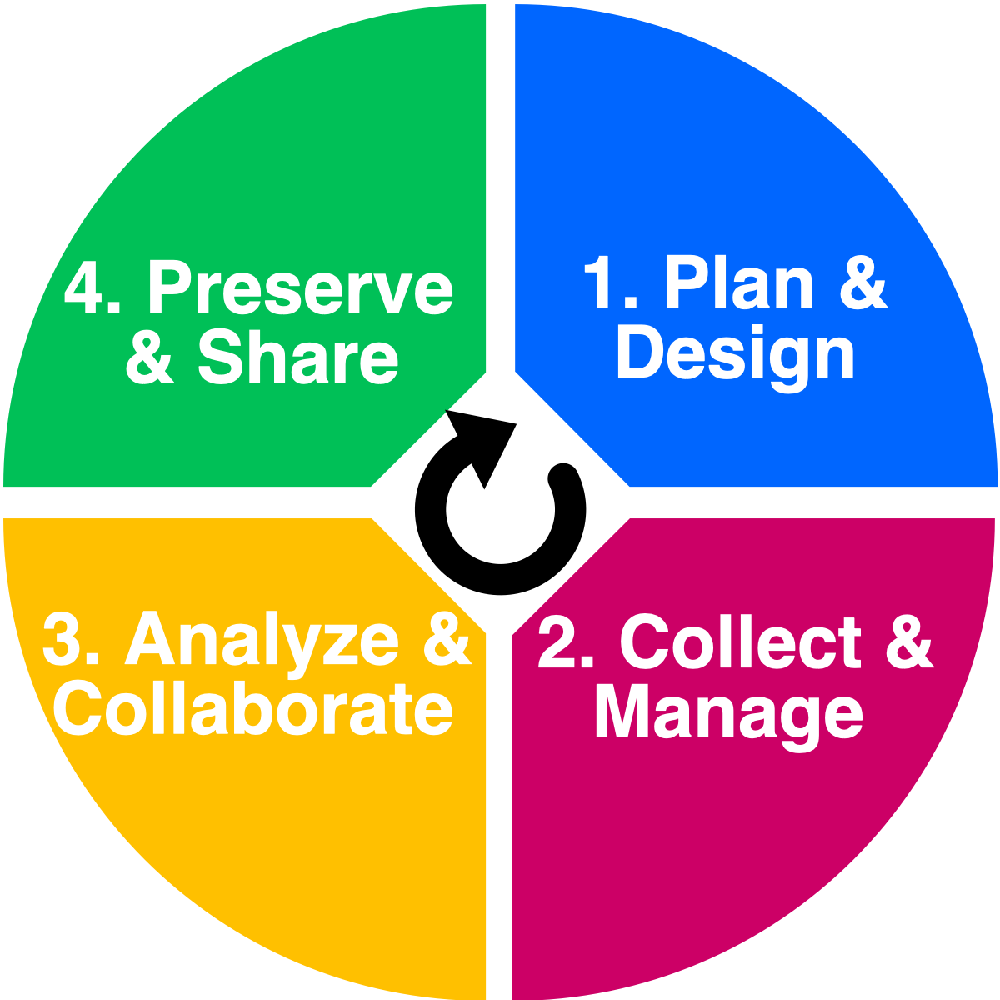 1. Plan &
Design
2. Collect &
Manage
3. Analyze &
Collaborate
4. Preserve
& Share